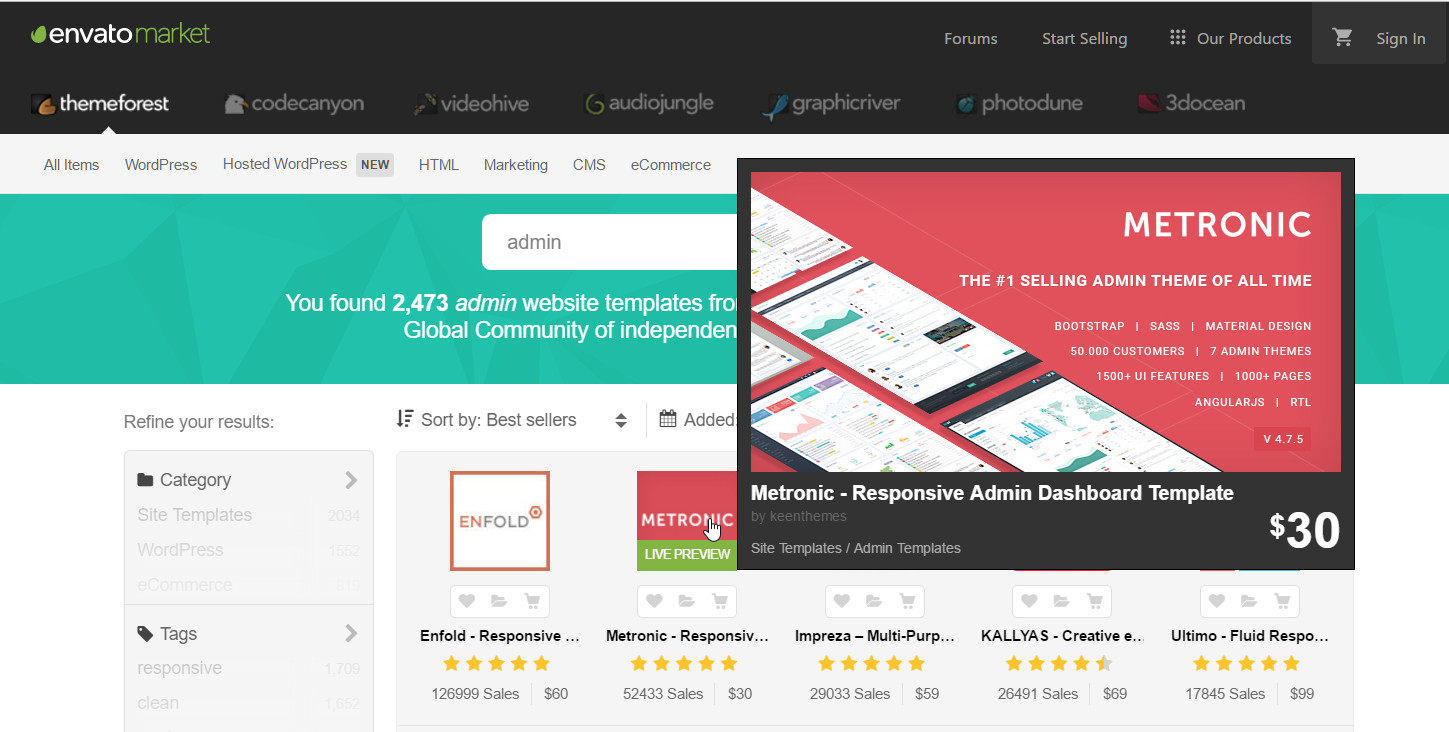 envato market
Forums
Start Selling
Our Products
Sign In
themeforest
codecanyon
videohive
audiojungle
graphicriver
photodune
3docean
All Items
WordPress
Hosted WordPress NEW
HTML
Marketing
CMS
eCommerce
admin
You found 2,473 admin website templates
Global Community of
METRONIC
THE #1 SELLING ADMIN THEME OF ALL TIME
BOOTSTRAP | SASS | MATERIAL DESIGN
50.000 CUSTOMERS | 7 ADMIN THEMES
1500+ UI FEATURES | 1000+ PAGES
ANGULARJS | RTL
V 4.7.5
Metronic - Responsive Admin Dashboard Template
by keenthemes
$30
Site Templates / Admin Templates
Refine your results:
Sort by: Best sellers
Added:
Category
Site Templates 2034
WordPress 1552
eCommerce 819
Tags
responsive 1,709
clean 1,652
ENFOLD
METRONIC
LIVE PREVIEW
Enfold - Responsive ...
Metronic - Responsiv...
Impreza – Multi-Purp...
KALLYAS - Creative e...
Ultimo - Fluid Respo...
126999 Sales $60
52433 Sales $30
29033 Sales $59
26491 Sales $69
17845 Sales $99